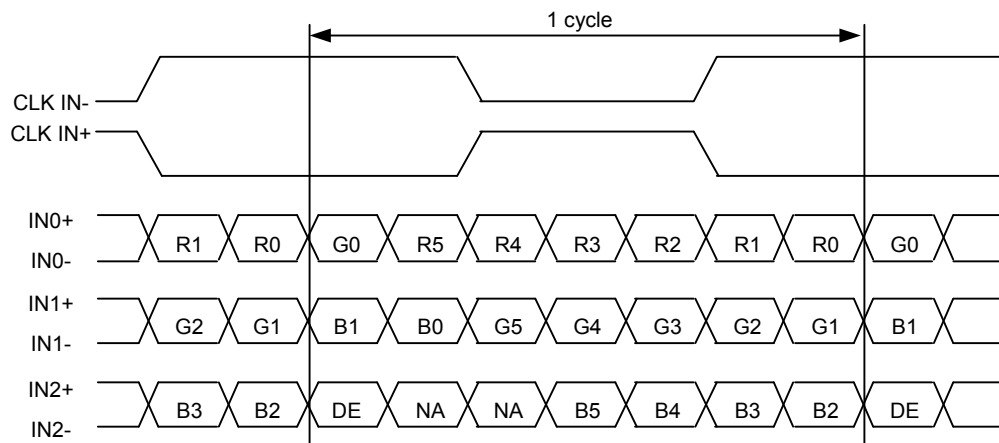 1 cycle
CLK IN-
CLK IN+
IN0+
R1 R0 G0 R5 R4 R3 R2 R1 R0 G0
IN0-
IN1+
G2 G1 B1 B0 G5 G4 G3 G2 G1 B1
IN1-
IN2+
B3 B2 DE NA NA B5 B4 B3 B2 DE
IN2-